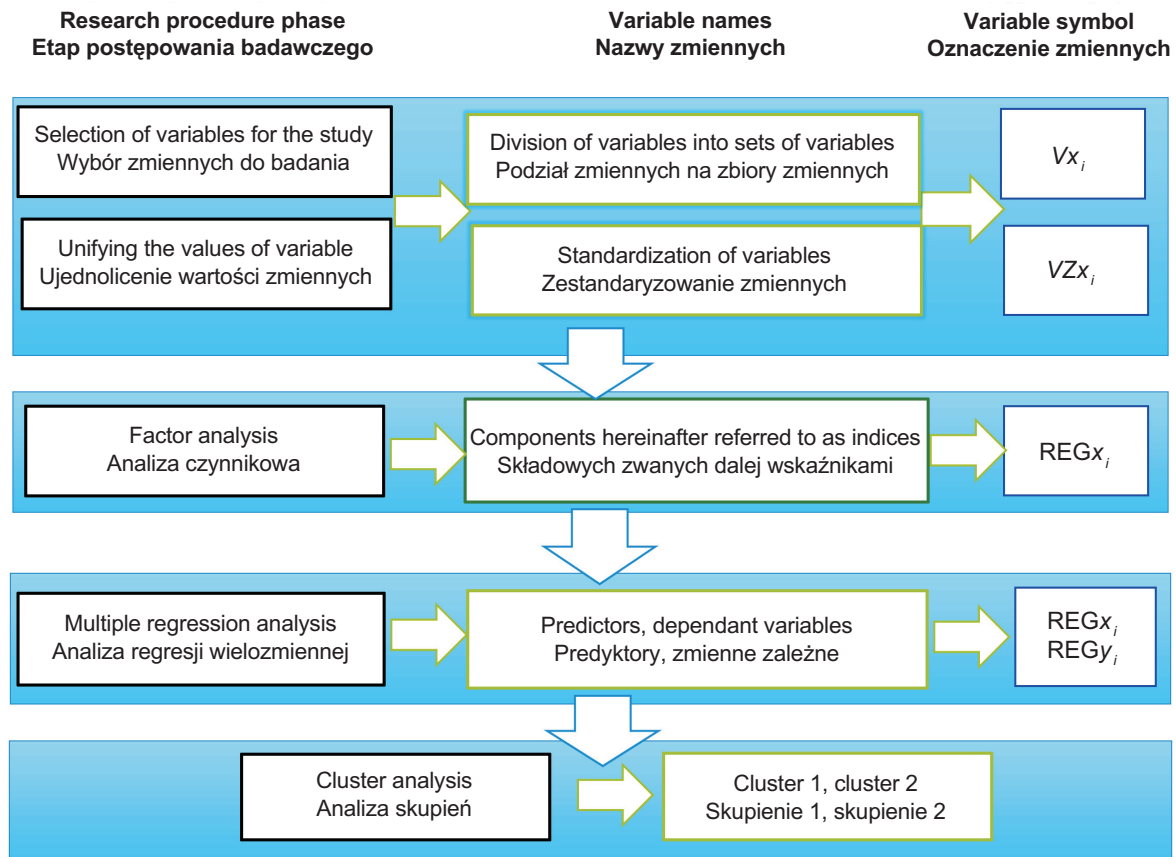 Research procedure phase
Etap postępowania badawczego
Variable names
Nazwy zmiennych
Variable symbol
Oznaczenie zmiennych
Selection of variables for the study
Wybór zmiennych do badania
Unifying the values of variable
Ujednolicenie wartości zmiennych
Division of variables into sets of variables
Podział zmiennych na zbiory zmiennych
Standardization of variables
Zestandaryzowanie zmiennych
Vx_i
VZx_i
Factor analysis
Analiza czynnikowa
Components hereinafter referred to as indices
Składowych zwanych dalej wskaźnikami
REGx_i
Multiple regression analysis
Analiza regresji wielozmiennej
Predictors, dependant variables
Predyktory, zmienne zależne
REGx_i
REGy_i
Cluster analysis
Analiza skupień
Cluster 1, cluster 2
Skupienie 1, skupienie 2